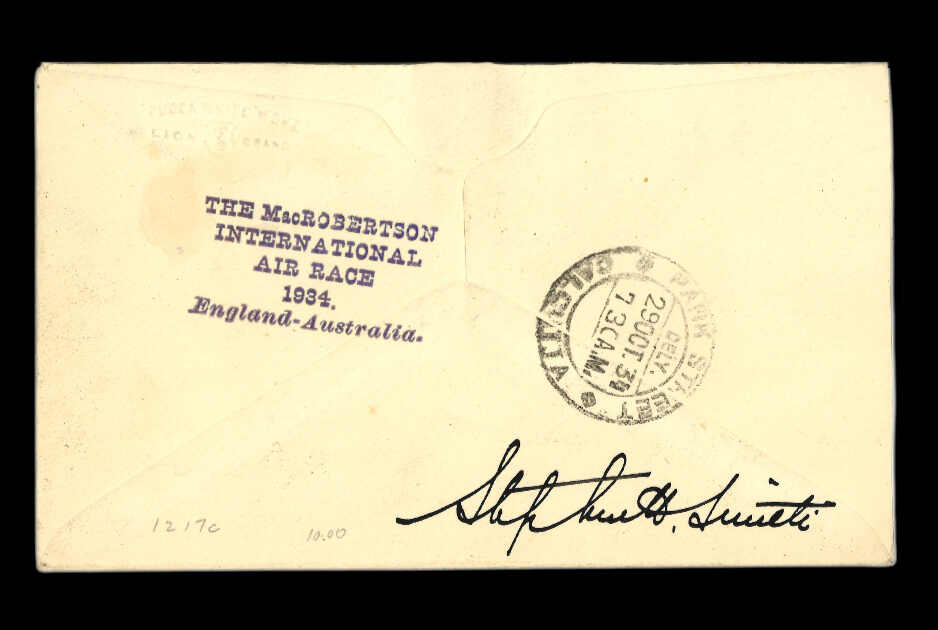 THE MacROBERTSON
INTERNATIONAL
AIR RACE
1934.
England-Australia.
PARK STREET
CALCUTTA
DELY.
29 OCT. 34
7-30 A.M.
Stephen H. Smith
1217c
10.00